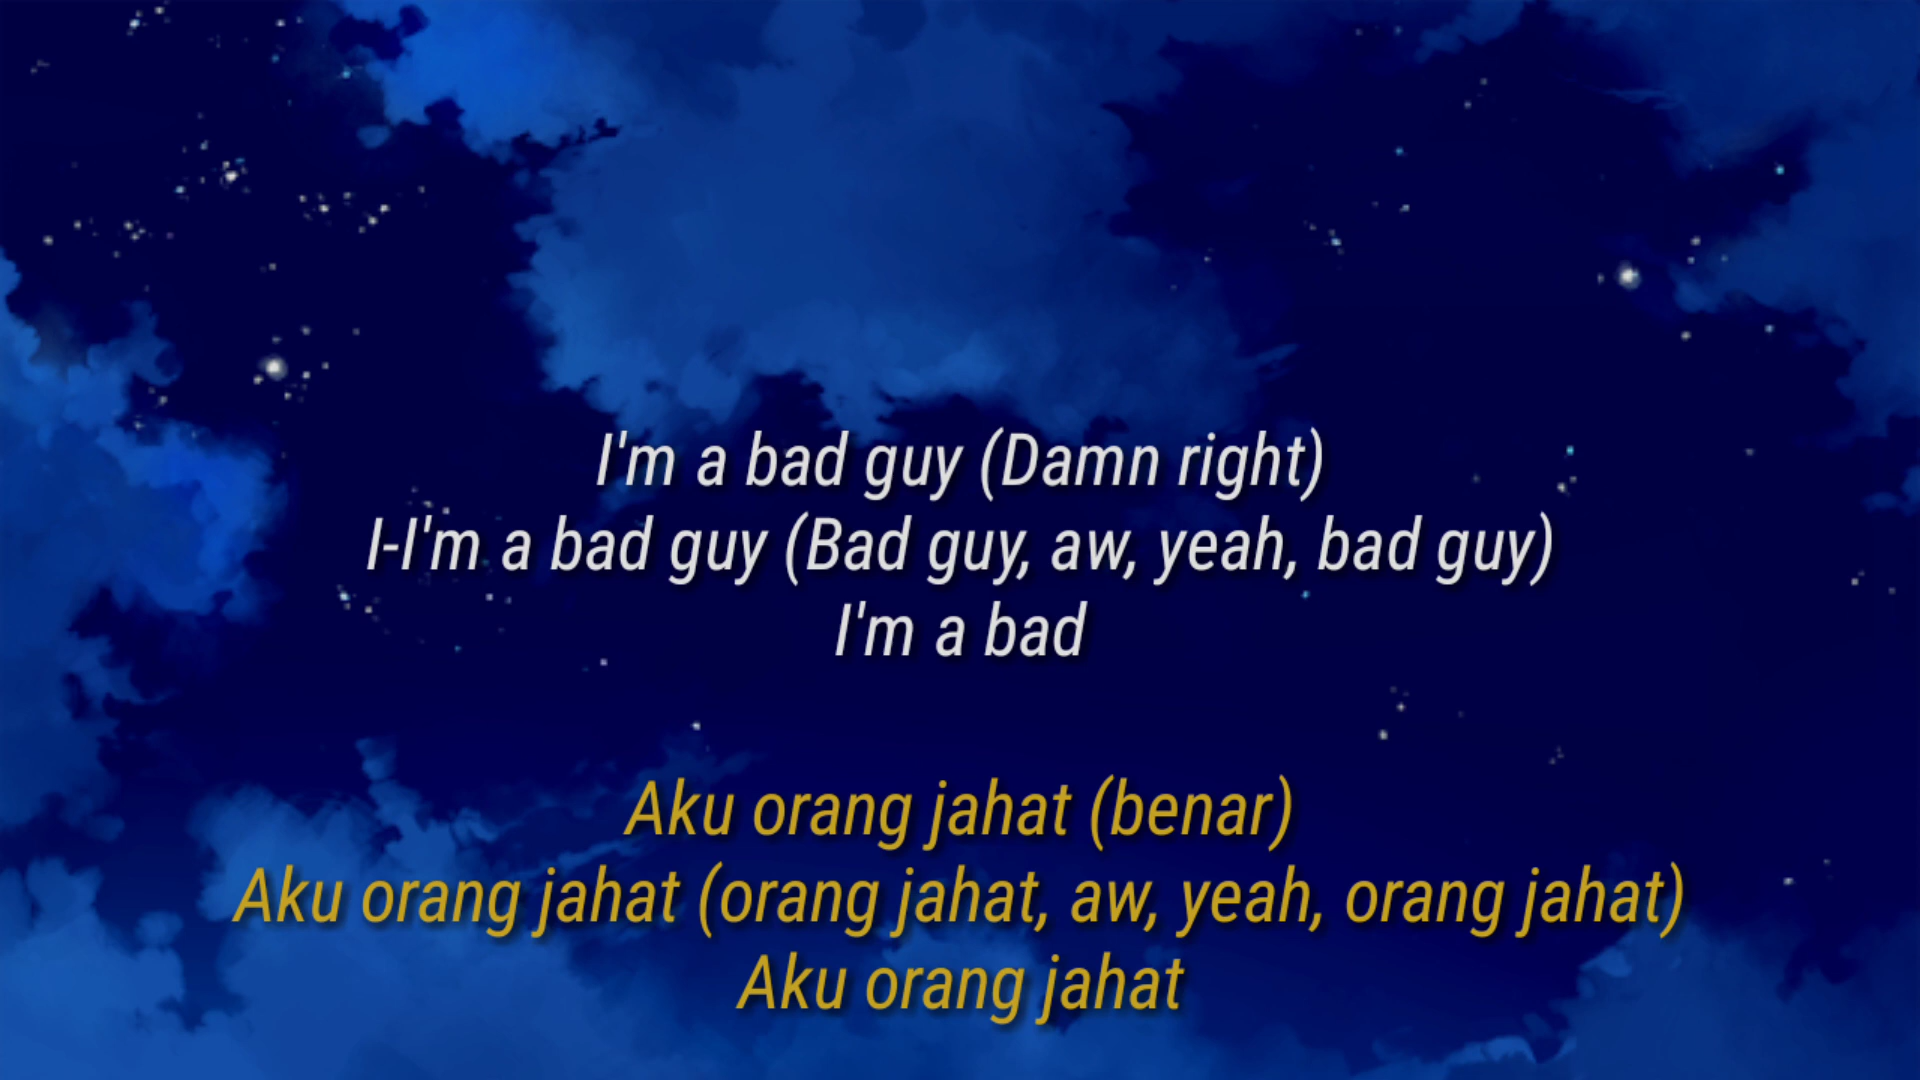 I'm a bad guy (Damn right)
I-I'm a bad guy (Bad guy, aw, yeah, bad guy)
I'm a bad
Aku orang jahat (benar)
Aku orang jahat (orang jahat, aw, yeah, orang jahat)
Aku orang jahat